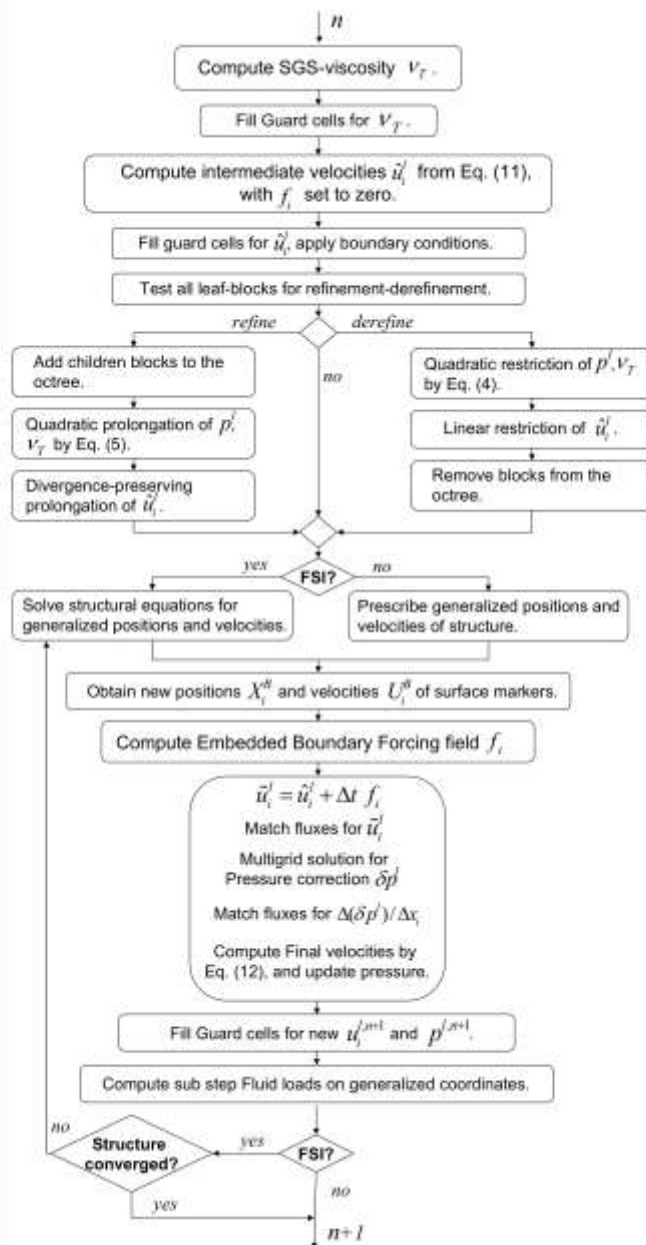 n
Compute SGS-viscosity ν_T.
Fill Guard cells for ν_T.
Compute intermediate velocities ũ_i^l from Eq. (11),
with f_i set to zero.
Fill guard cells for û_i^l, apply boundary conditions.
Test all leaf-blocks for refinement-derefinement.
refine
derefine
no
Add children blocks to the
octree.
Quadratic prolongation of p^l,
ν_T by Eq. (5).
Divergence-preserving
prolongation of û_i^l.
Quadratic restriction of p^l, ν_T
by Eq. (4).
Linear restriction of û_i^l.
Remove blocks from the
octree.
yes
FSI?
no
Solve structural equations for
generalized positions and velocities.
Prescribe generalized positions and
velocities of structure.
Obtain new positions X_i^B and velocities U_i^B of surface markers.
Compute Embedded Boundary Forcing field f_i
ũ_i^l = û_i^l + Δt f_i
Match fluxes for ũ_i^l
Multigrid solution for
Pressure correction δp^l
Match fluxes for Δ(δp^l)/Δx_i
Compute Final velocities by
Eq. (12), and update pressure.
Fill Guard cells for new u_i^{l,n+1} and p^{l,n+1}.
Compute sub step Fluid loads on generalized coordinates.
no
Structure
converged?
yes
FSI?
no
yes
n+1